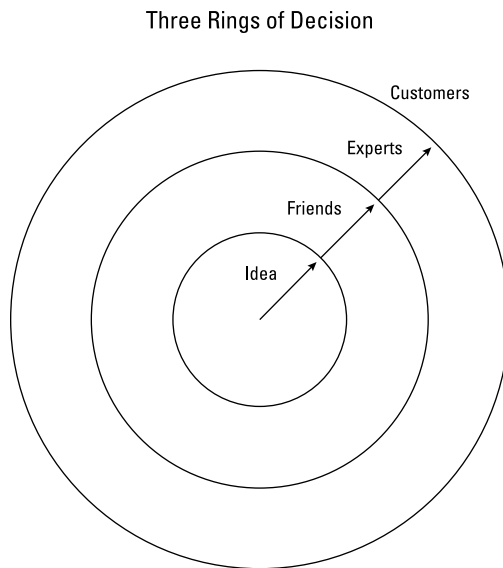 Three Rings of Decision
Customers
Experts
Friends
Idea